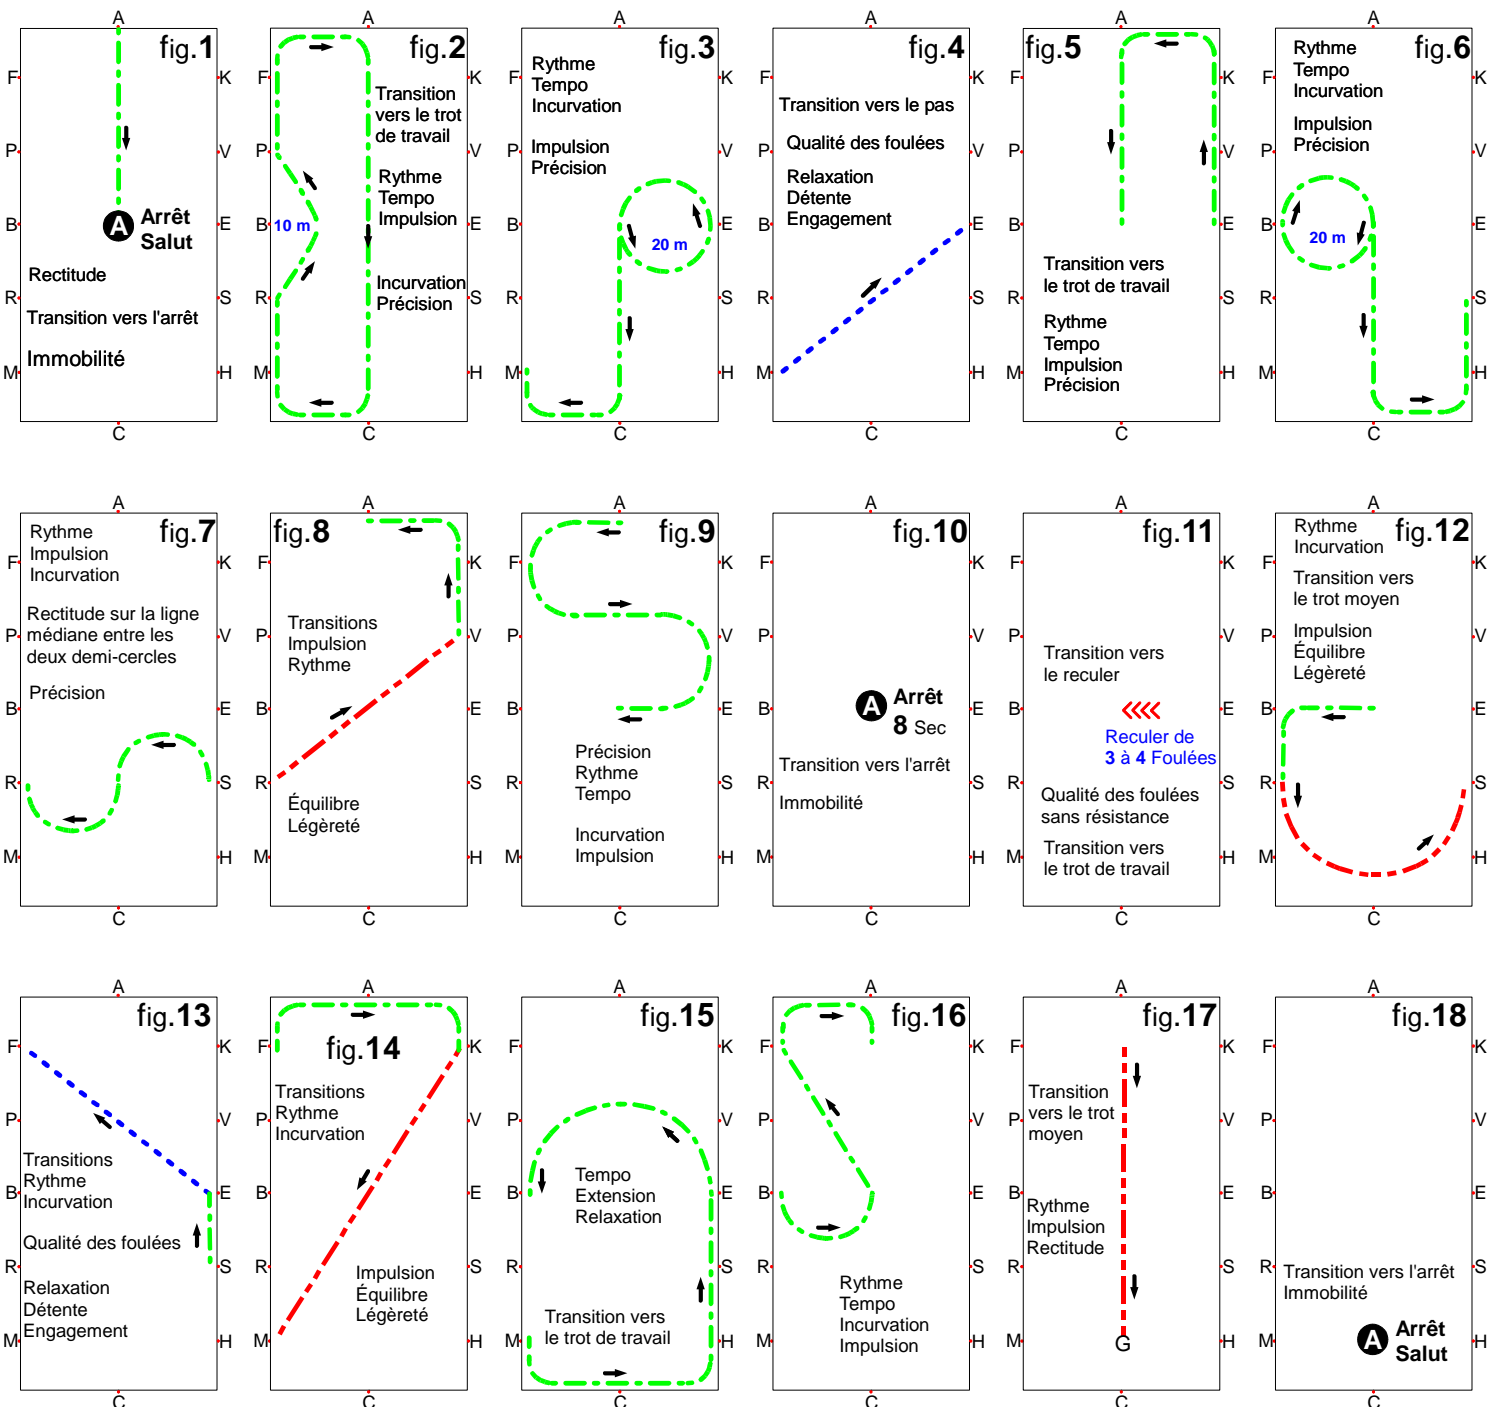 A
fig.1
F
K
P
V
B
A
Arrêt
Salut
E
Rectitude
R
S
Transition vers l'arrêt
Immobilité
M
H
C
A
fig.2
F
K
Transition
vers le trot
de travail
P
V
Rythme
Tempo
Impulsion
B
10 m
E
Incurvation
Précision
R
S
M
H
C
A
fig.3
Rythme
Tempo
Incurvation
F
K
Impulsion
Précision
P
V
B
20 m
E
R
S
M
H
C
A
fig.4
F
K
Transition vers le pas
Qualité des foulées
P
V
Relaxation
Détente
Engagement
B
E
R
S
M
H
C
A
fig.5
F
K
P
V
B
E
Transition vers
le trot de travail
R
S
Rythme
Tempo
Impulsion
Précision
M
H
C
A
fig.6
Rythme
Tempo
Incurvation
F
K
Impulsion
Précision
P
V
B
20 m
E
R
S
M
H
C
A
fig.7
Rythme
Impulsion
Incurvation
F
K
Rectitude sur la ligne
médiane entre les
deux demi-cercles
P
V
Précision
B
E
R
S
M
H
C
A
fig.8
F
K
Transitions
Impulsion
Rythme
P
V
B
E
R
S
Équilibre
Légèreté
M
H
C
A
fig.9
F
K
P
V
B
E
Précision
Rythme
Tempo
R
S
Incurvation
Impulsion
M
H
C
A
fig.10
F
K
P
V
B
A
Arrêt
8 Sec
E
Transition vers l'arrêt
R
S
Immobilité
M
H
C
A
fig.11
F
K
P
V
Transition vers
le reculer
B
E
Reculer de
3 à 4 Foulées
R
S
Qualité des foulées
sans résistance
Transition vers
le trot de travail
M
H
C
A
fig.12
Rythme
Incurvation
F
K
Transition vers
le trot moyen
P
V
Impulsion
Équilibre
Légèreté
B
E
R
S
M
H
C
A
fig.13
F
K
P
V
Transitions
Rythme
Incurvation
B
E
Qualité des foulées
R
S
Relaxation
Détente
Engagement
M
H
C
A
fig.14
F
K
Transitions
Rythme
Incurvation
P
V
B
E
R
S
Impulsion
Équilibre
Légèreté
M
H
C
A
fig.15
F
K
P
V
Tempo
Extension
Relaxation
B
E
R
S
Transition vers
le trot de travail
M
H
C
A
fig.16
F
K
P
V
B
E
R
S
Rythme
Tempo
Incurvation
Impulsion
M
H
C
A
fig.17
F
K
Transition
vers le trot
moyen
P
V
B
E
Rythme
Impulsion
Rectitude
R
S
M
G
H
C
A
fig.18
F
K
P
V
B
E
R
S
Transition vers l'arrêt
Immobilité
M
A
Arrêt
Salut
H
C